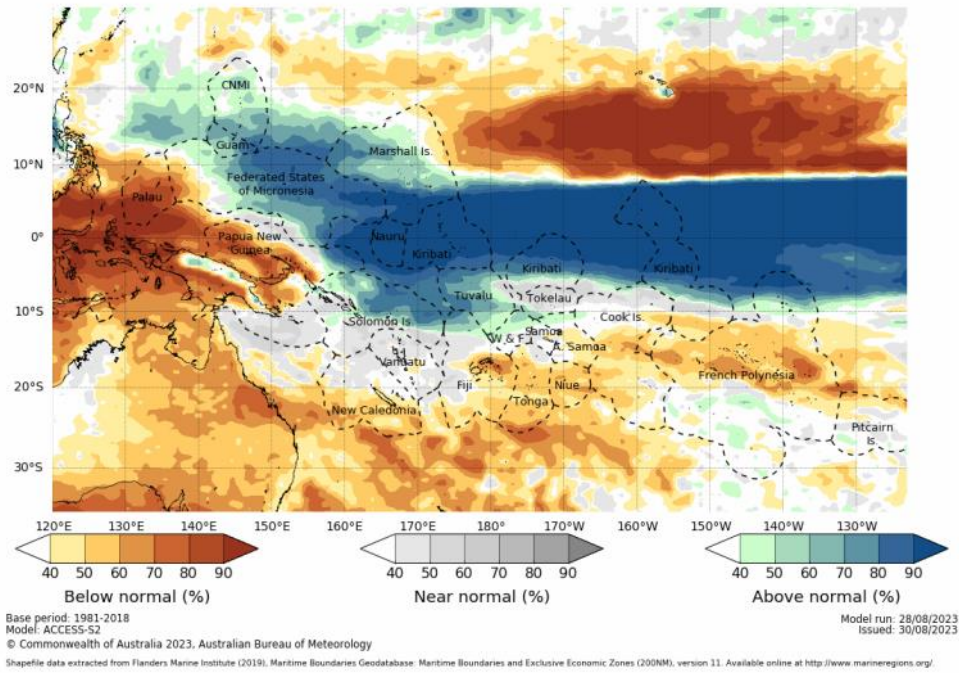 20°N
10°N
0°
10°S
20°S
30°S
CNMI
Guam
Marshall Is.
Federated States
of Micronesia
Palau
Papua New
Guinea
Nauru
Kiribati
Kiribati
Kiribati
Tuvalu
Tokelau
Solomon Is.
Cook Is.
W & F
Samoa
A. Samoa
Vanuatu
Fiji
Niue
French Polynesia
Tonga
New Caledonia
Pitcairn
Is.
120°E 130°E 140°E 150°E 160°E 170°E 180° 170°W 160°W 150°W 140°W 130°W
40 50 60 70 80 90
Below normal (%)
40 50 60 70 80 90
Near normal (%)
40 50 60 70 80 90
Above normal (%)
Base period: 1981-2018
Model: ACCESS-S2
© Commonwealth of Australia 2023, Australian Bureau of Meteorology
Model run: 28/08/2023
Issued: 30/08/2023
Shapefile data extracted from Flanders Marine Institute (2019), Maritime Boundaries Geodatabase: Maritime Boundaries and Exclusive Economic Zones (200NM), version 11. Available online at http://www.marineregions.org/.